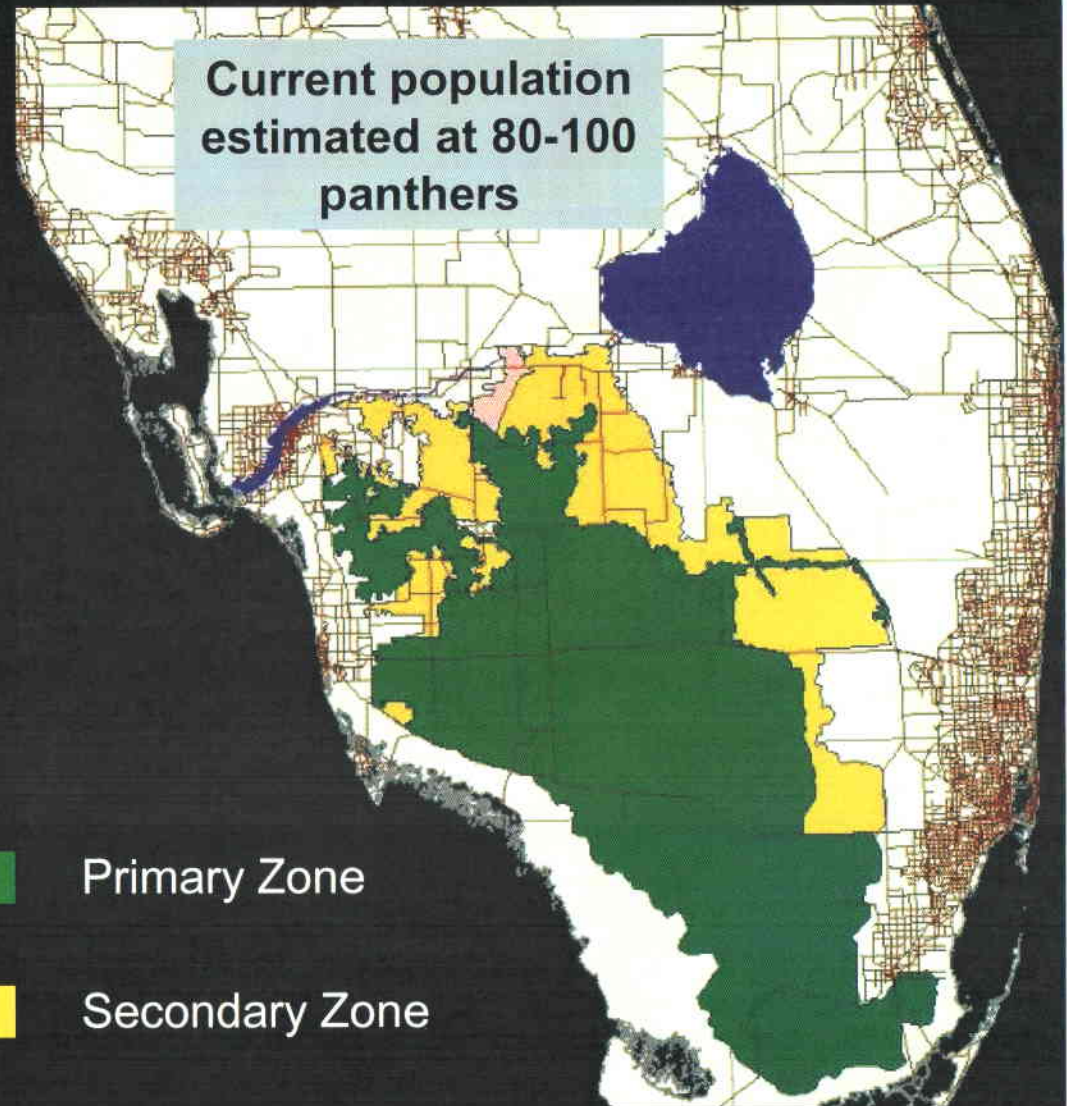 Current population
estimated at 80-100
panthers
Primary Zone
Secondary Zone